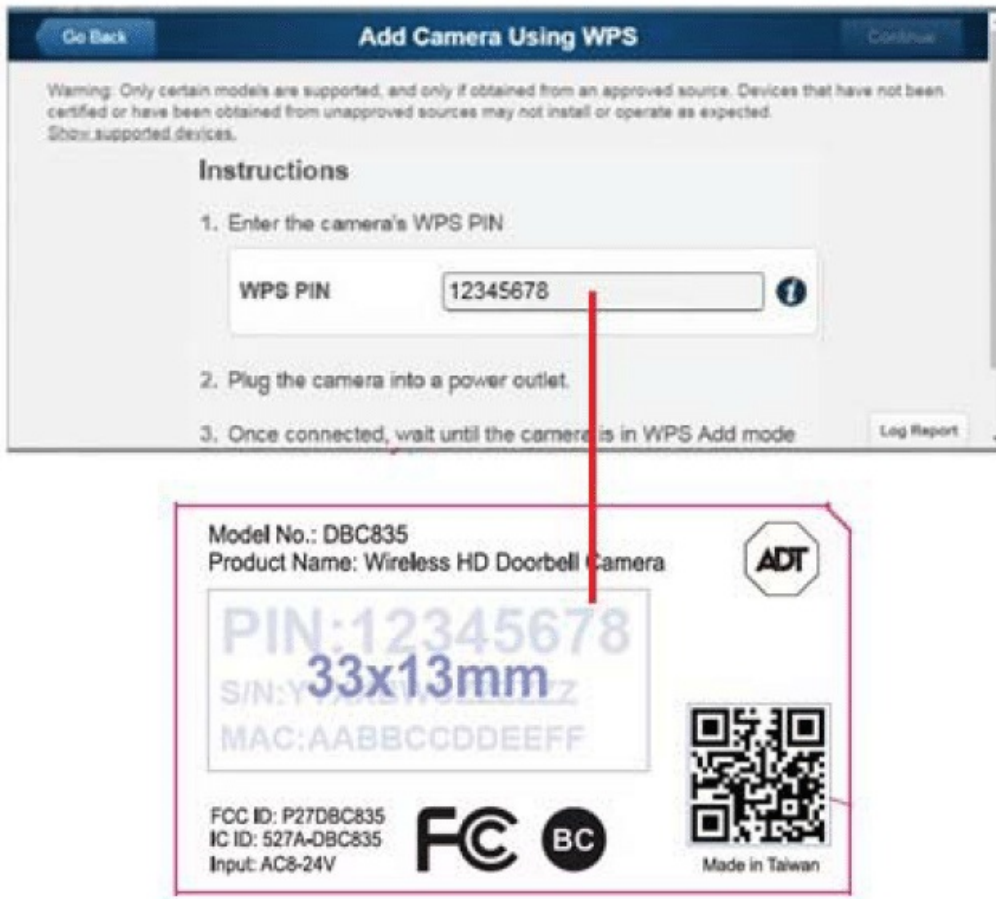 Go Back
Add Camera Using WPS
Continue
Warning: Only certain models are supported, and only if obtained from an approved source. Devices that have not been
certified or have been obtained from unapproved sources may not install or operate as expected.
Show supported devices.
Instructions
1. Enter the camera's WPS PIN
WPS PIN
12345678
i
2. Plug the camera into a power outlet.
3. Once connected, wait until the camera is in WPS Add mode
Log Report
Model No.: DBC835
Product Name: Wireless HD Doorbell Camera
ADT
PIN:12345678
33x13mm
MAC:AABBCCDDEEFF
FCC ID: P27DBC835
IC ID: 527A-DBC835
Input: AC8-24V
FC
BC
Made in Taiwan